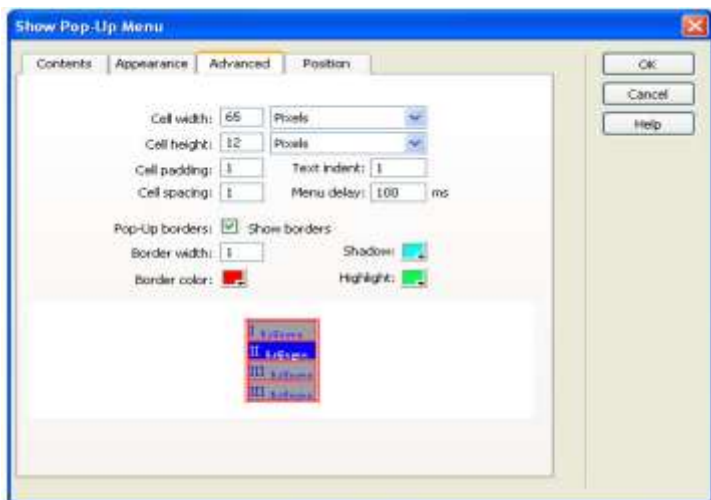 Show Pop-Up Menu
Contents Appearance Advanced Position
OK
Cancel
Help
Cell width: 65 Pixels
Cell height: 12 Pixels
Cell padding: 1 Text indent: 1
Cell spacing: 1 Menu delay: 100 ms
Pop-Up borders: Show borders
Border width: 1 Shadow:
Border color: Highlight:
I
II
III
III